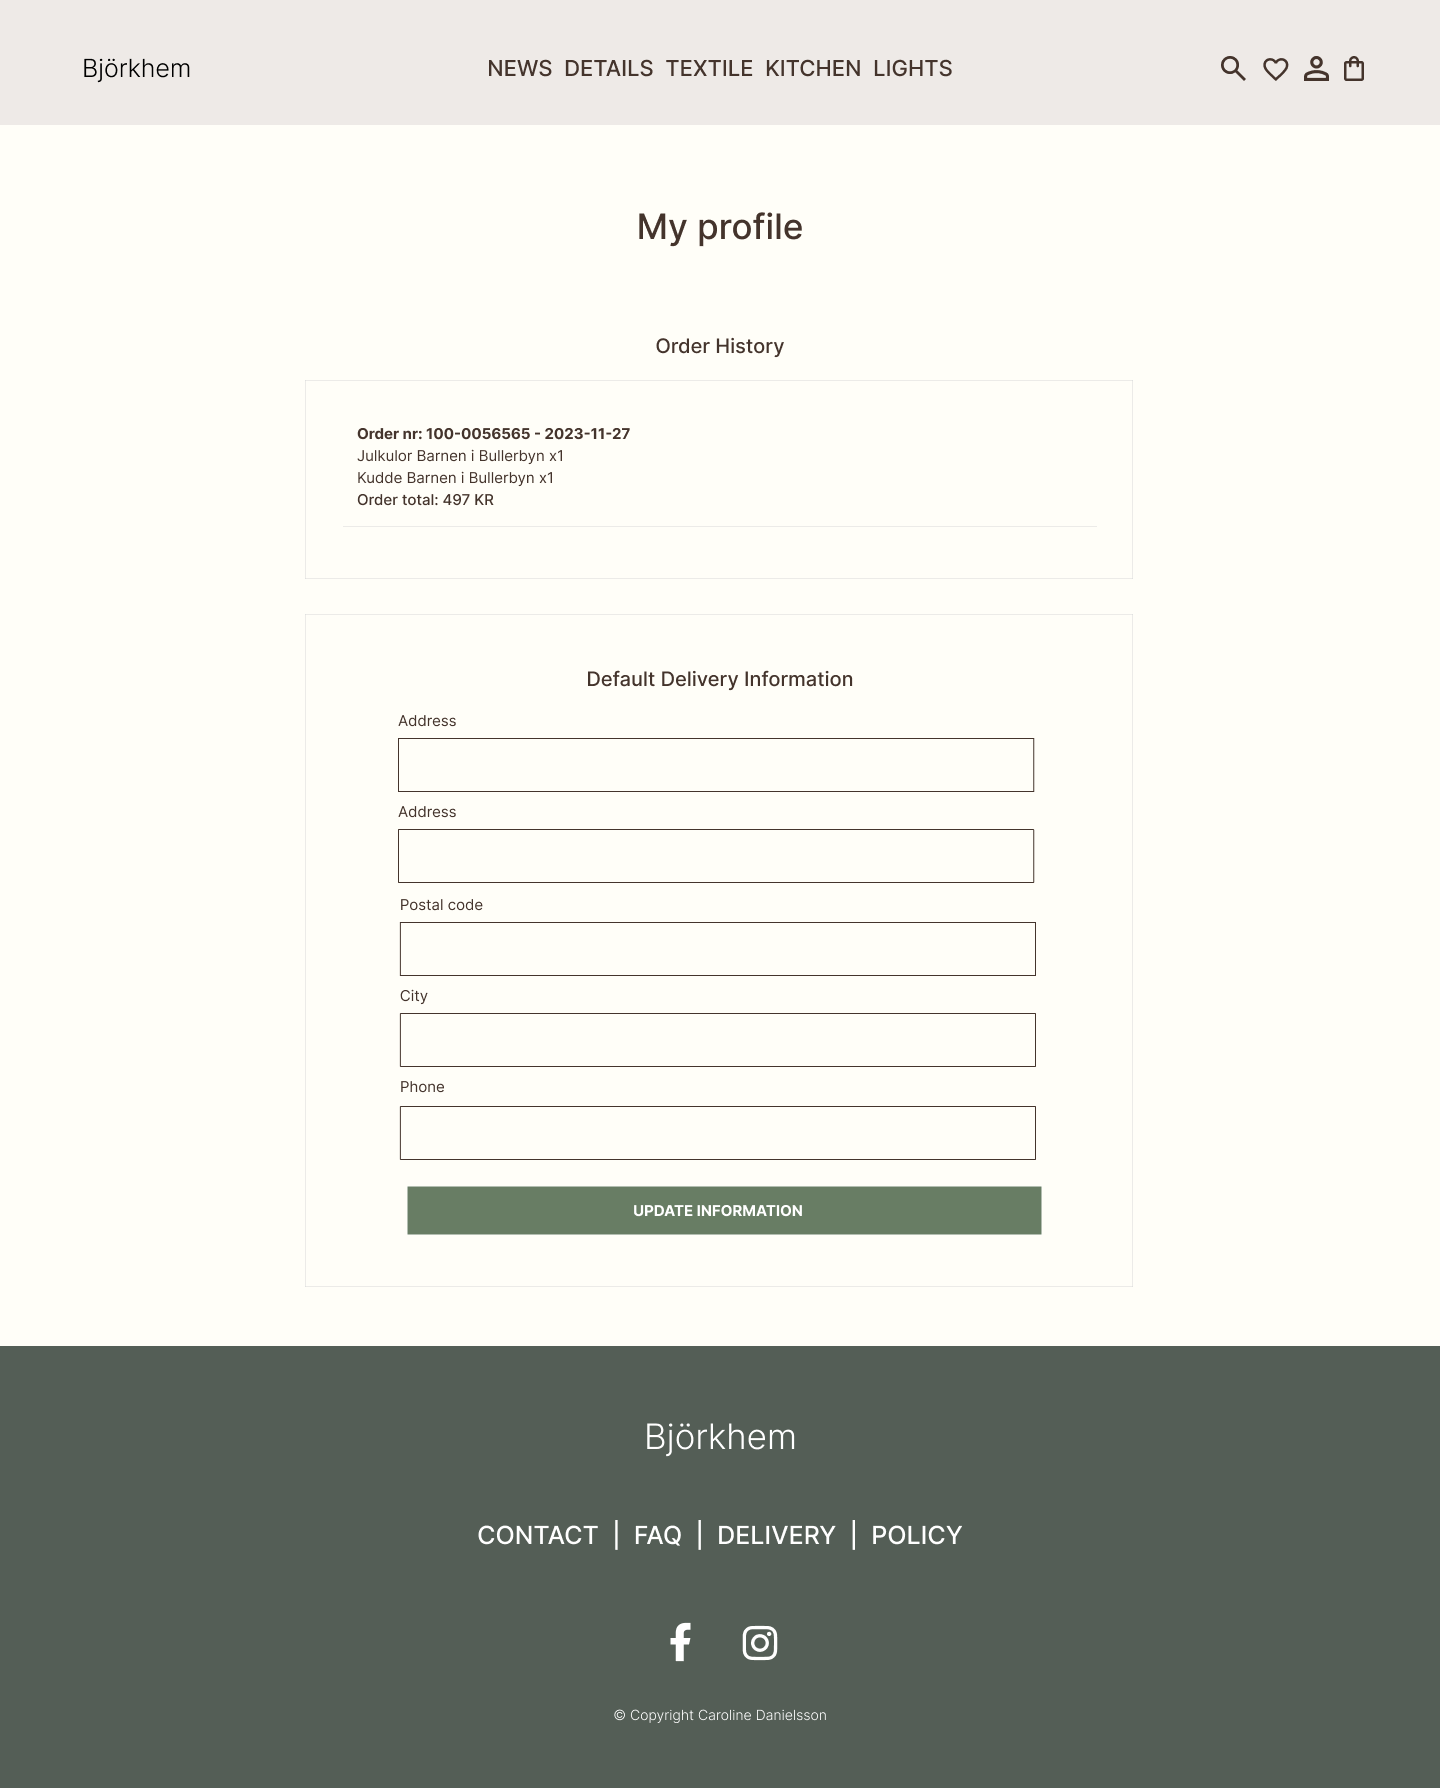 Björkhem
NEWS DETAILS TEXTILE KITCHEN LIGHTS
My profile
Order History
Order nr: 100-0056565 - 2023-11-27
Julkulor Barnen i Bullerbyn x1
Kudde Barnen i Bullerbyn x1
Order total: 497 KR
Default Delivery Information
Address
Address
Postal code
City
Phone
UPDATE INFORMATION
Björkhem
CONTACT | FAQ | DELIVERY | POLICY
© Copyright Caroline Danielsson